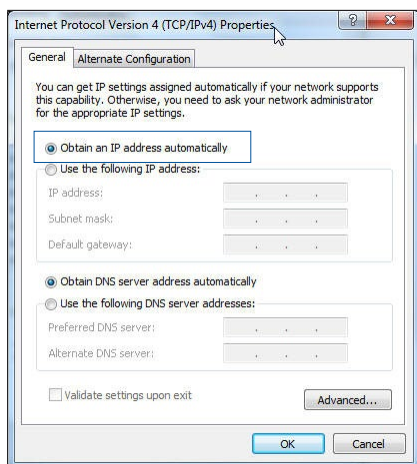 Internet Protocol Version 4 (TCP/IPv4) Properties
General
Alternate Configuration
You can get IP settings assigned automatically if your network supports
this capability. Otherwise, you need to ask your network administrator
for the appropriate IP settings.
Obtain an IP address automatically
Use the following IP address:
IP address:
Subnet mask:
Default gateway:
Obtain DNS server address automatically
Use the following DNS server addresses:
Preferred DNS server:
Alternate DNS server:
Validate settings upon exit
Advanced...
OK
Cancel